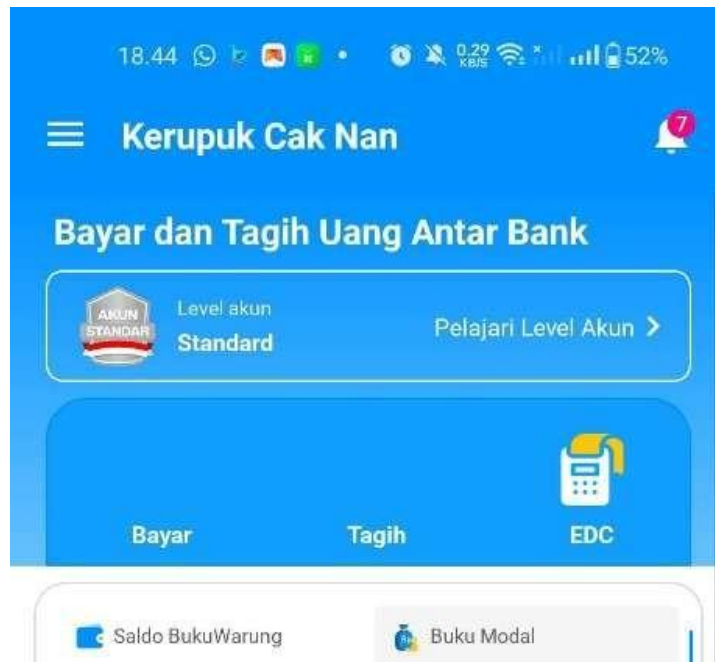 18.44 0.29 KB/S 52%
Kerupuk Cak Nan 7
Bayar dan Tagih Uang Antar Bank
AKUN STANDAR
Level akun
Standard
Pelajari Level Akun
Bayar Tagih EDC
Saldo BukuWarung Buku Modal